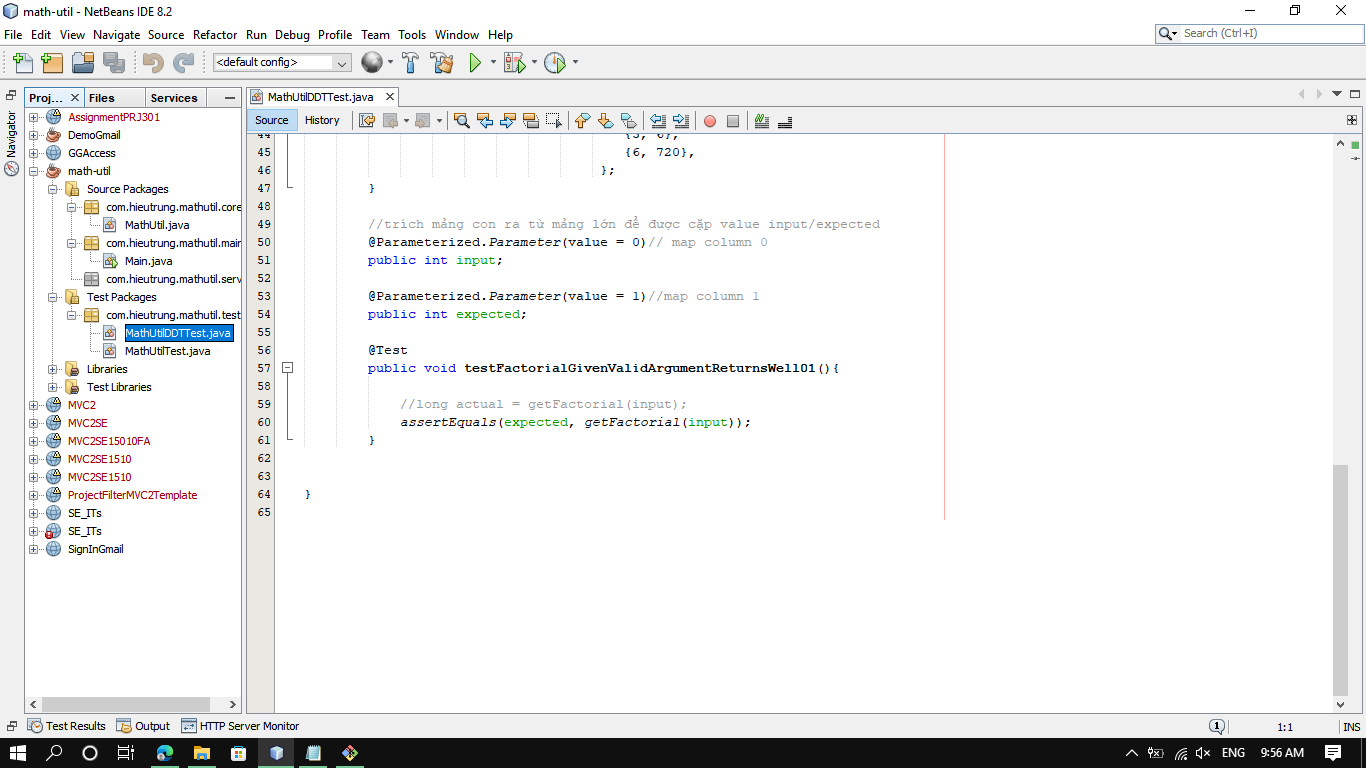 math-util - NetBeans IDE 8.2
File Edit View Navigate Source Refactor Run Debug Profile Team Tools Window Help
Search (Ctrl+I)
<default config>
Proj... Files Services
MathUtilDDTTest.java
Source History
Navigator
AssignmentPRJ301
DemoGmail
GGAccess
math-util
Source Packages
com.hieutrung.mathutil.core
MathUtil.java
com.hieutrung.mathutil.main
Main.java
com.hieutrung.mathutil.serv
Test Packages
com.hieutrung.mathutil.test
MathUtilDDTTest.java
MathUtilTest.java
Libraries
Test Libraries
MVC2
MVC2SE
MVC2SE15010FA
MVC2SE1510
MVC2SE1510
ProjectFilterMVC2Template
SE_ITs
SE_ITs
SignInGmail
44 {3, 6},
45 {6, 720},
46 };
47 }
48
49 //trích mảng con ra từ mảng lớn để được cặp value input/expected
50 @Parameterized.Parameter(value = 0)// map column 0
51 public int input;
52
53 @Parameterized.Parameter(value = 1)//map column 1
54 public int expected;
55
56 @Test
57 public void testFactorialGivenValidArgumentReturnsWell01(){
58
59 //long actual = getFactorial(input);
60 assertEquals(expected, getFactorial(input));
61 }
62
63
64 }
65
Test Results Output HTTP Server Monitor
1 1:1 INS
ENG 9:56 AM